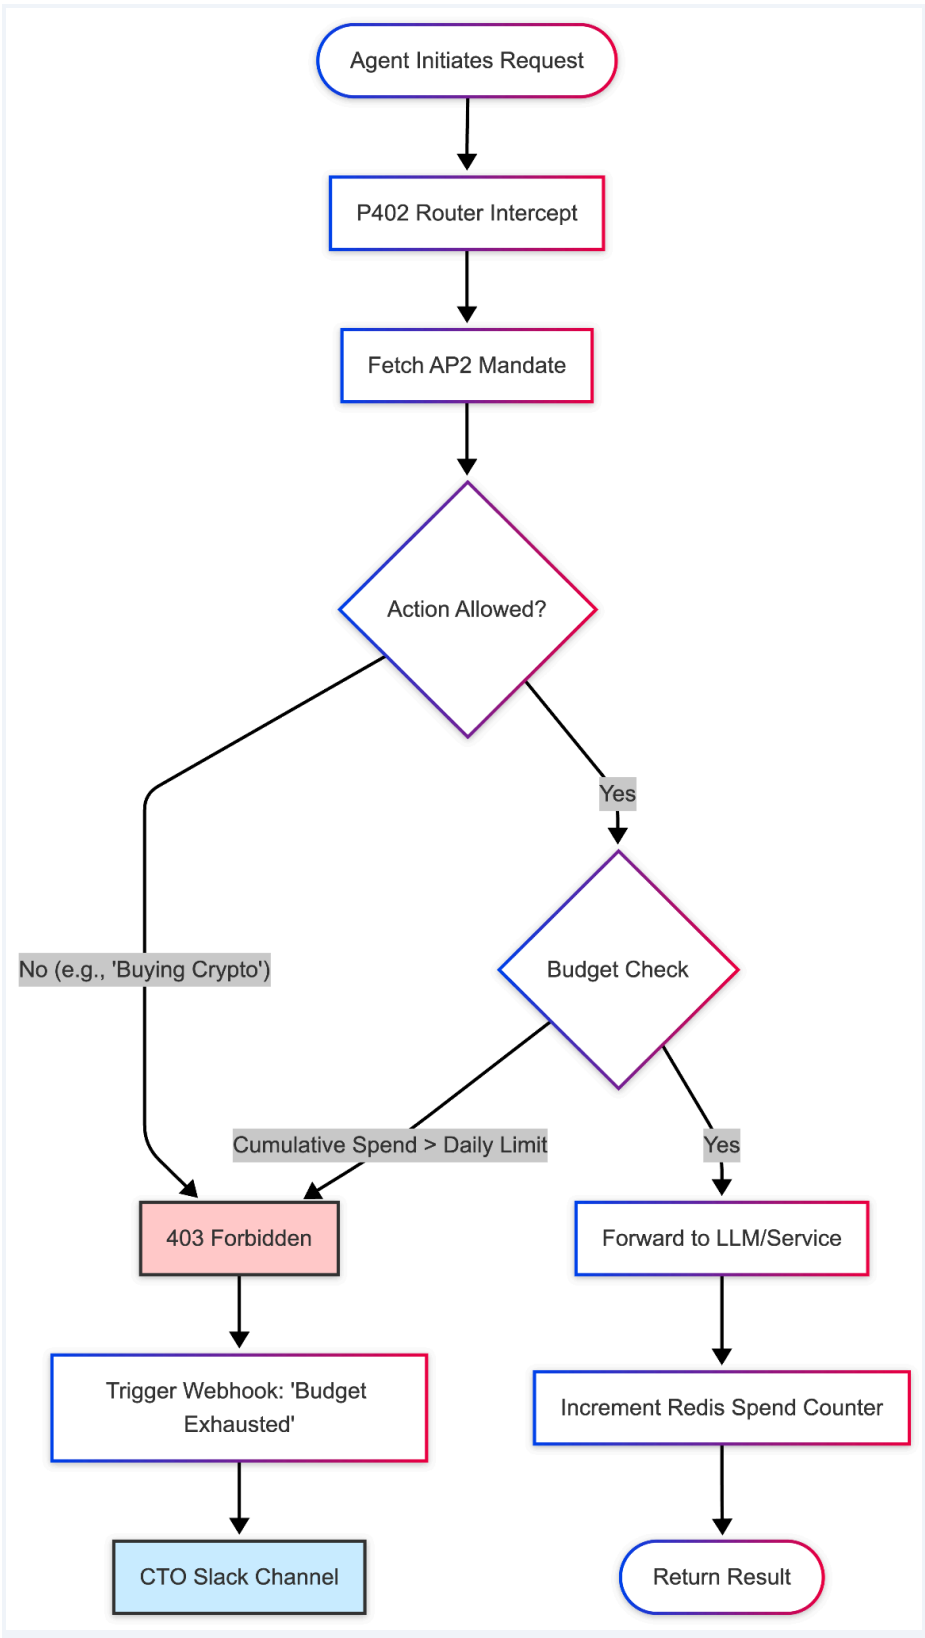 Agent Initiates Request
P402 Router Intercept
Fetch AP2 Mandate
Action Allowed?
Yes
No (e.g., 'Buying Crypto')
Budget Check
Cumulative Spend > Daily Limit
Yes
403 Forbidden
Forward to LLM/Service
Trigger Webhook: 'Budget
Exhausted'
Increment Redis Spend Counter
CTO Slack Channel
Return Result